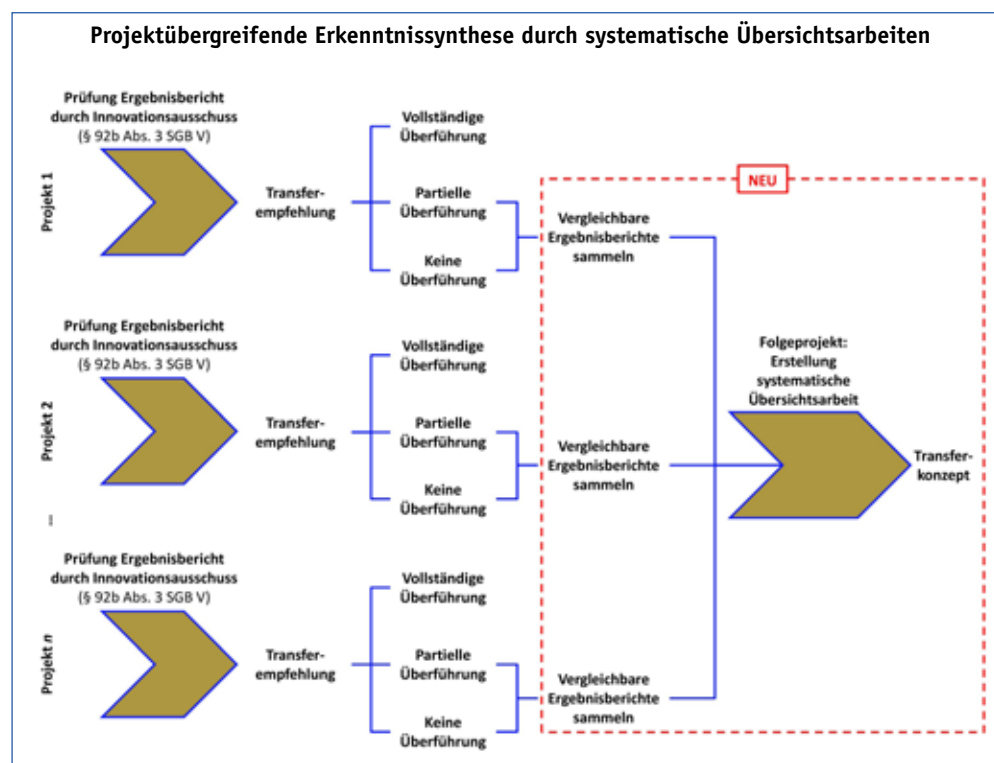 Projektübergreifende Erkenntnissynthese durch systematische Übersichtsarbeiten
Projekt 1
Prüfung Ergebnisbericht
durch Innovationsausschuss
(§ 92b Abs. 3 SGB V)
Transfer-
empfehlung
Vollständige
Überführung
Partielle
Überführung
Keine
Überführung
NEU
Vergleichbare
Ergebnisberichte
sammeln
Projekt 2
Prüfung Ergebnisbericht
durch Innovationsausschuss
(§ 92b Abs. 3 SGB V)
Transfer-
empfehlung
Vollständige
Überführung
Partielle
Überführung
Keine
Überführung
Vergleichbare
Ergebnisberichte
sammeln
Folgeprojekt:
Erstellung
systematische
Übersichtsarbeit
Transfer-
konzept
...
Projekt n
Prüfung Ergebnisbericht
durch Innovationsausschuss
(§ 92b Abs. 3 SGB V)
Transfer-
empfehlung
Vollständige
Überführung
Partielle
Überführung
Keine
Überführung
Vergleichbare
Ergebnisberichte
sammeln